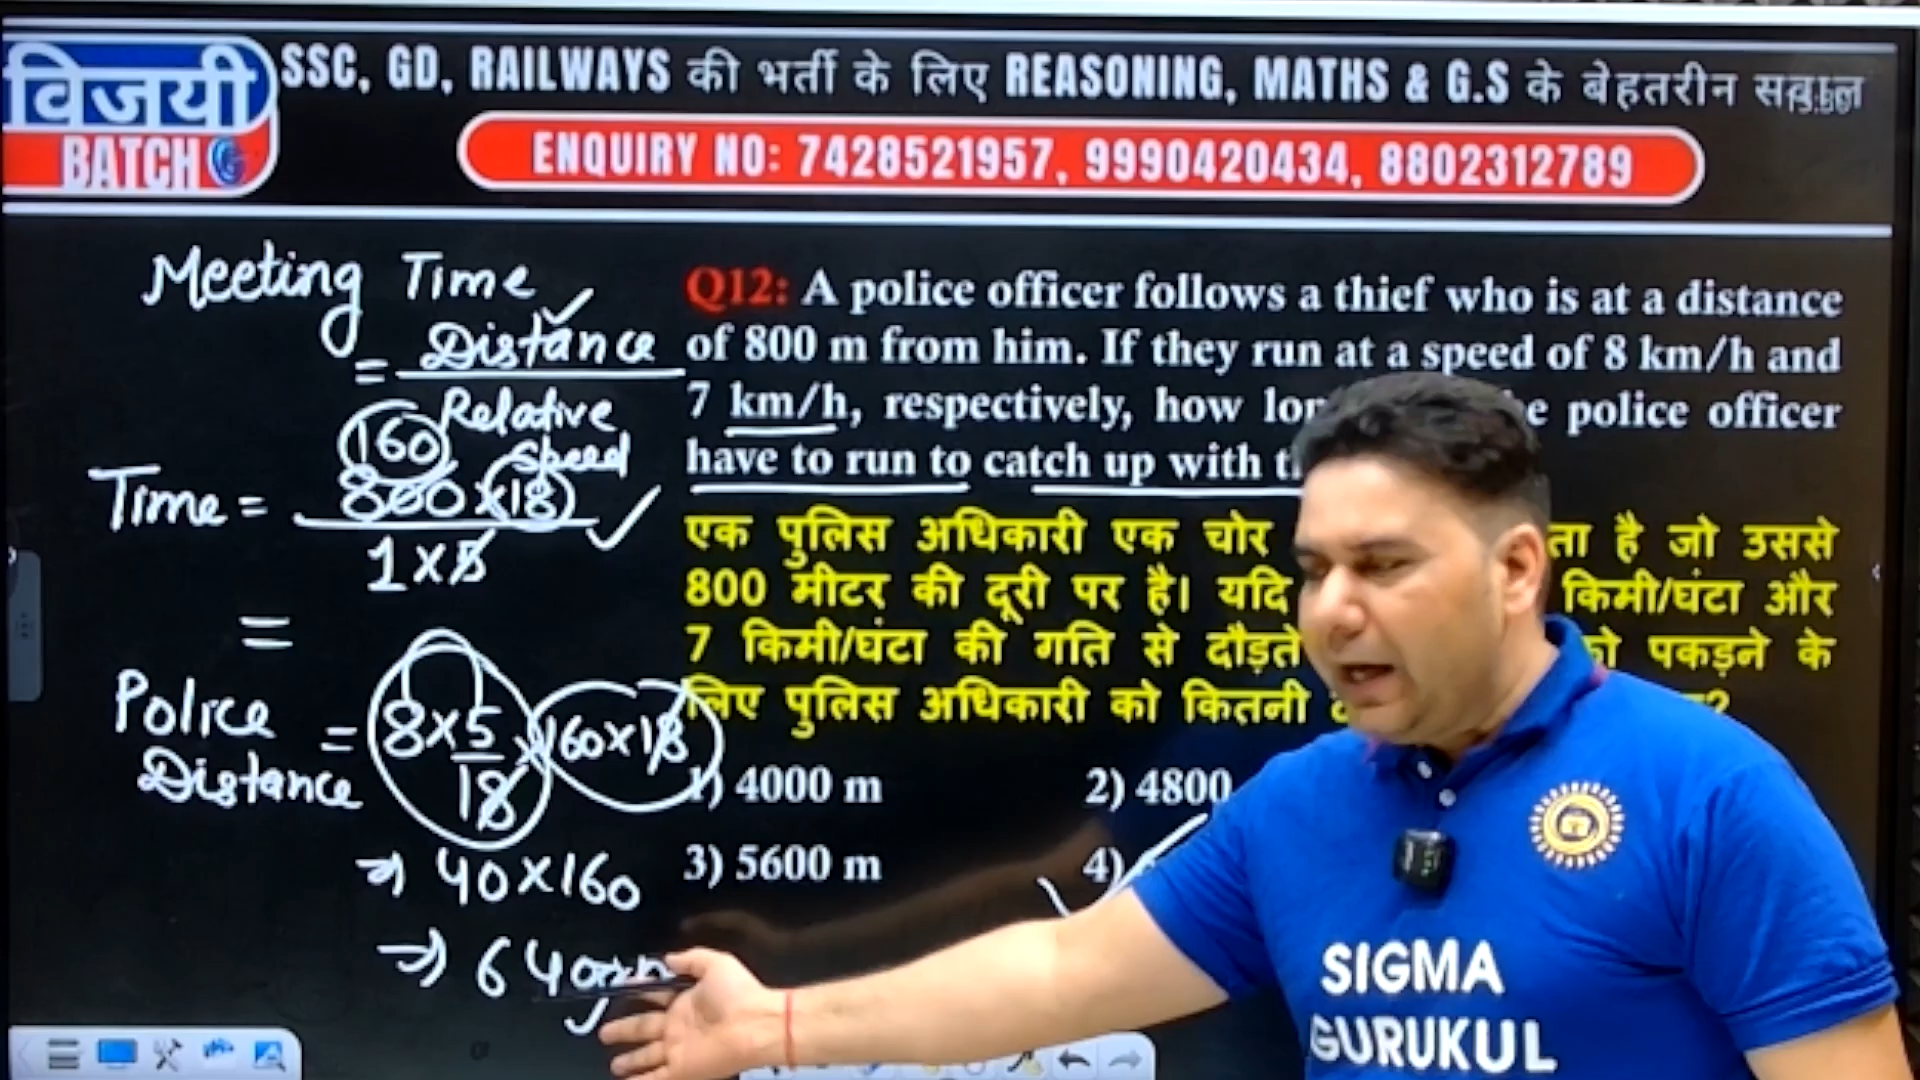 विजयी
BATCH
SSC, GD, RAILWAYS की भर्ती के लिए REASONING, MATHS & G.S के बेहतरीन सवाल
ENQUIRY NO: 7428521957, 9990420434, 8802312789
Meeting Time
= Distance
Relative
Speed
160
Time = 800 × 18
1 × 5
=
Police
Distance
= 8 × 5 × 160 × 18
18
⇒ 40 × 160
Q12: A police officer follows a thief who is at a distance
of 800 m from him. If they run at a speed of 8 km/h and
7 km/h, respectively, how police officer
have to run to catch up with
एक पुलिस अधिकारी एक चोर है जो उससे
800 मीटर की दूरी पर है। यदि किमी/घंटा और
7 किमी/घंटा की गति से दौड़ते पकड़ने के
लिए पुलिस अधिकारी को कितनी
1) 4000 m
2) 4800
3) 5600 m
4)
SIGMA
GURUKUL